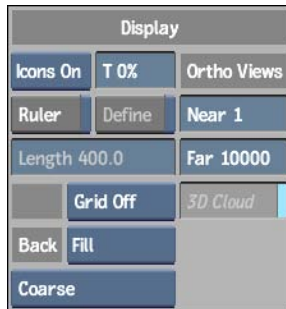 Display
Icons On T 0% Ortho Views
Ruler Define Near 1
Length 400.0 Far 10000
Grid Off 3D Cloud
Back Fill
Coarse